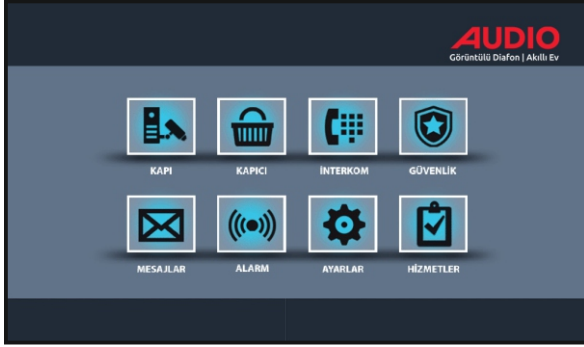 AUDIO
Görüntülü Diafon | Akıllı Ev
KAPI
KAPICI
İNTERKOM
GÜVENLİK
MESAJLAR
ALARM
AYARLAR
HİZMETLER